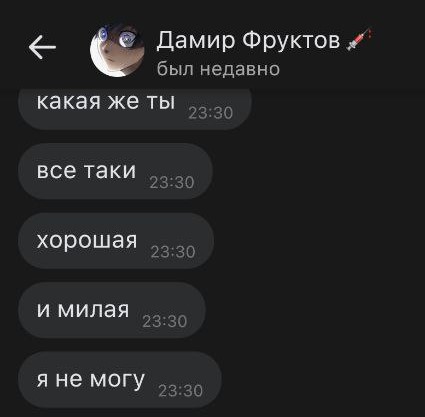 Дамир Фруктов 💉
был недавно
какая же ты 23:30
все таки 23:30
хорошая 23:30
и милая 23:30
я не могу 23:30